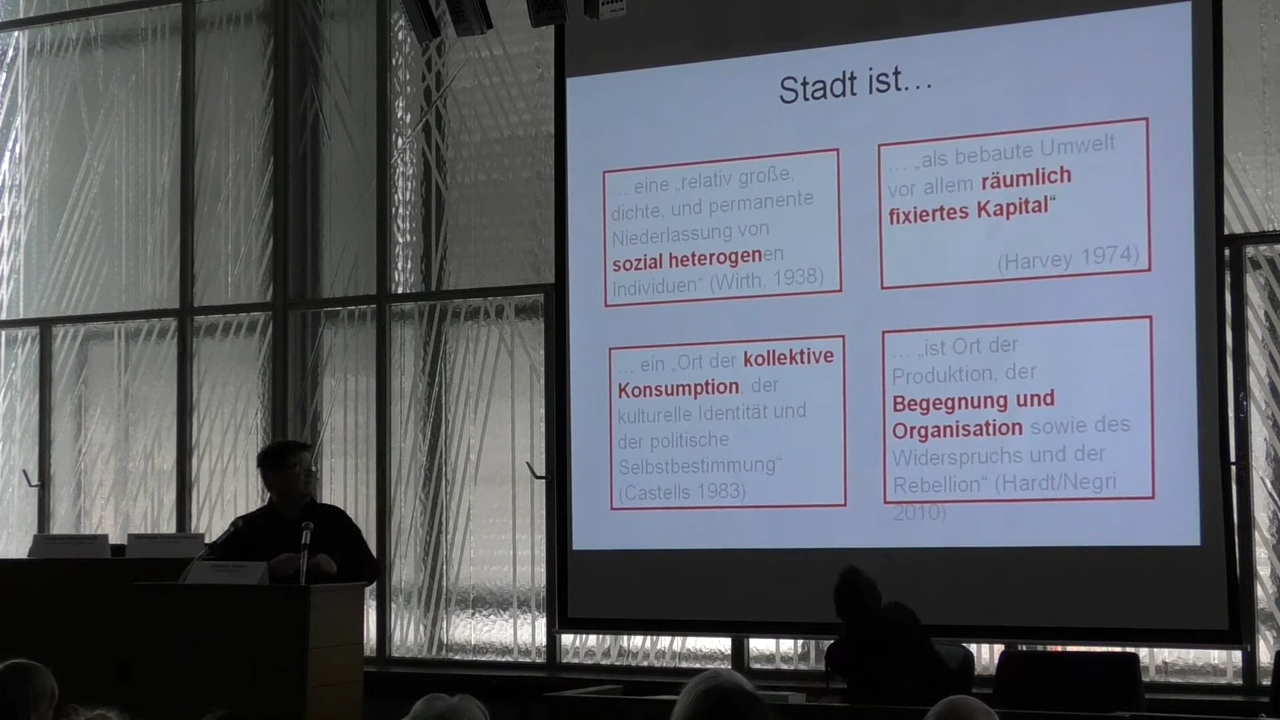 Stadt ist...
... eine „relativ große,
dichte, und permanente
Niederlassung von
sozial heterogenen
Individuen“ (Wirth, 1938)
... „als bebaute Umwelt
vor allem räumlich
fixiertes Kapital“
(Harvey 1974)
... ein „Ort der kollektive
Konsumption, der
kulturelle Identität und
der politische
Selbstbestimmung“
(Castells 1983)
... „ist Ort der
Produktion, der
Begegnung und
Organisation sowie des
Widerspruchs und der
Rebellion“ (Hardt/Negri
2010)